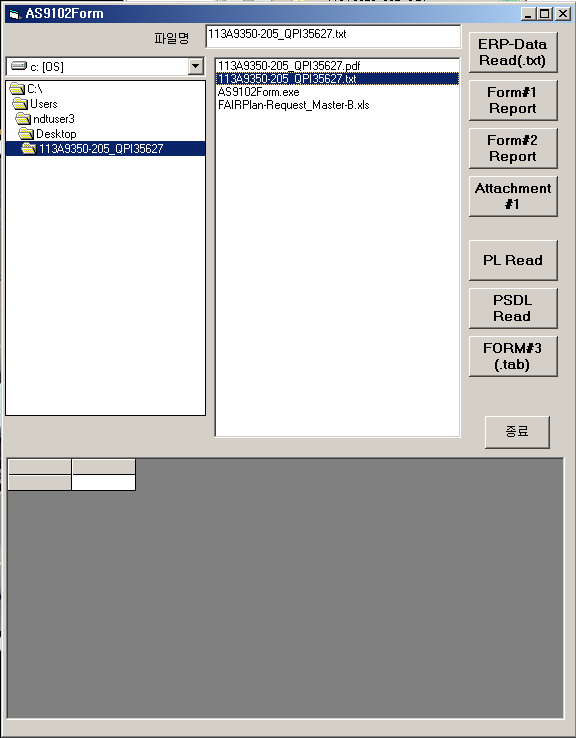 AS9102Form
파일명
113A9350-205_QPI35627.txt
c: [OS]
C:\
Users
ndtuser3
Desktop
113A9350-205_QPI35627
113A9350-205_QPI35627.pdf
113A9350-205_QPI35627.txt
AS9102Form.exe
FAIRPlan-Request_Master-B.xls
ERP-Data
Read(.txt)
Form#1
Report
Form#2
Report
Attachment
#1
PL Read
PSDL
Read
FORM#3
(.tab)
종료